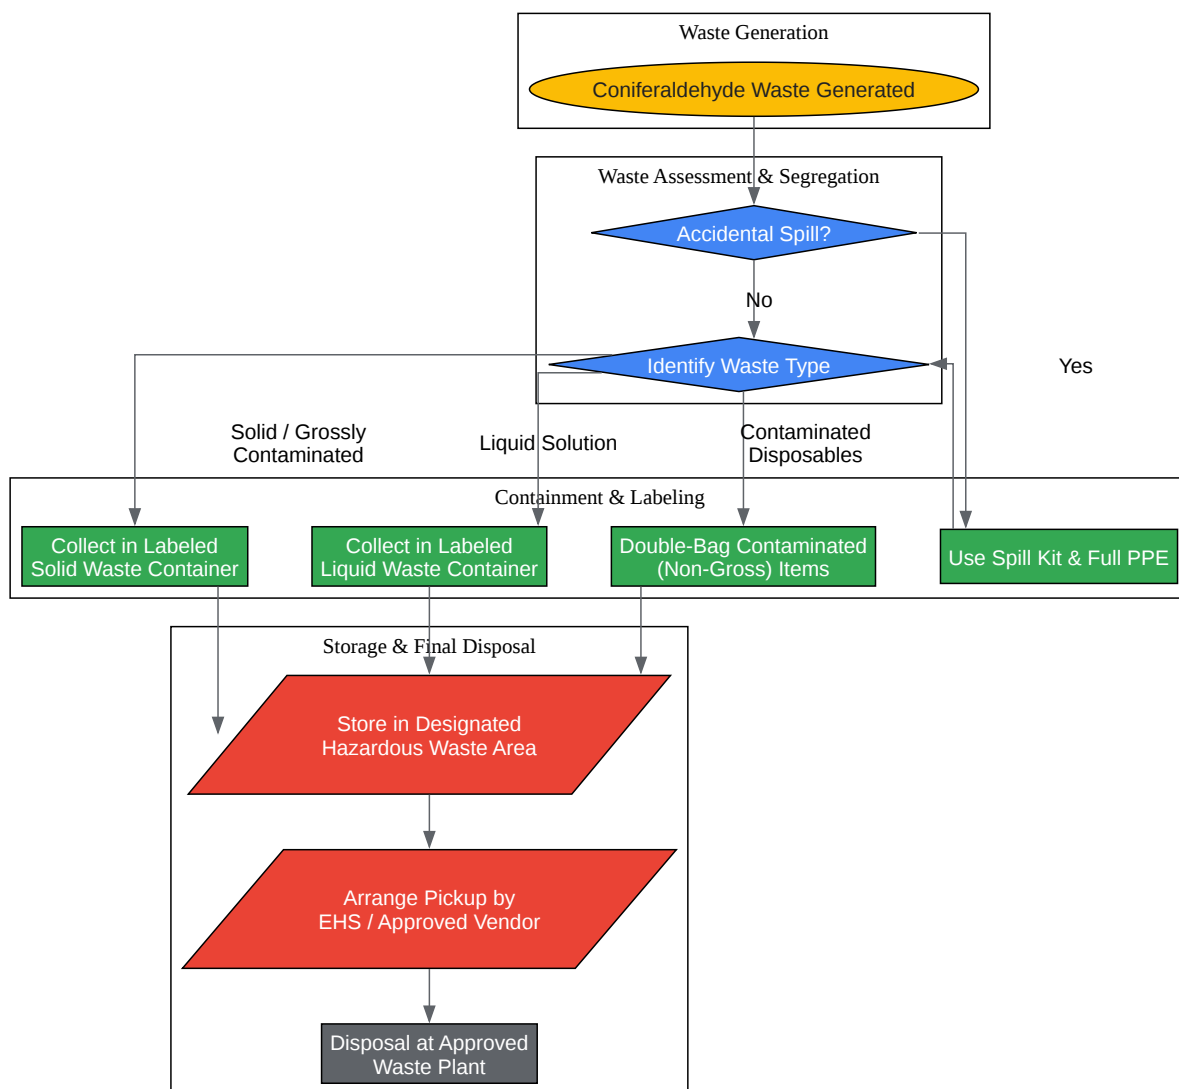 Waste Generation
Coniferaldehyde Waste Generated
Waste Assessment & Segregation
Accidental Spill?
No
Identify Waste Type
Yes
Solid / Grossly
Contaminated
Liquid Solution
Contaminated
Disposables
Containment & Labeling
Collect in Labeled
Solid Waste Container
Collect in Labeled
Liquid Waste Container
Double-Bag Contaminated
(Non-Gross) Items
Use Spill Kit & Full PPE
Storage & Final Disposal
Store in Designated
Hazardous Waste Area
Arrange Pickup by
EHS / Approved Vendor
Disposal at Approved
Waste Plant